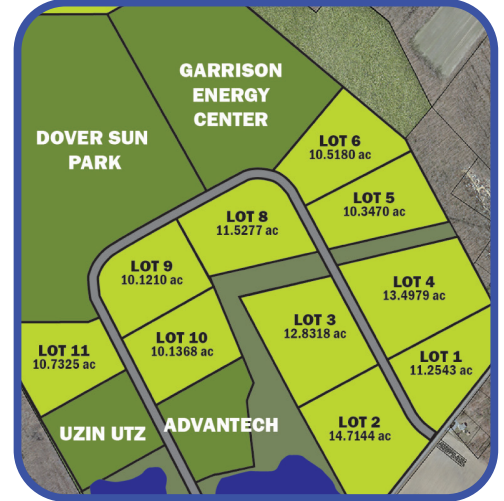 GARRISON
ENERGY
CENTER
DOVER SUN
PARK
LOT 6
10.5180 ac
LOT 5
10.3470 ac
LOT 8
11.5277 ac
LOT 9
10.1210 ac
LOT 4
13.4979 ac
LOT 3
12.8318 ac
LOT 10
10.1368 ac
LOT 11
10.7325 ac
LOT 1
11.2543 ac
LOT 2
14.7144 ac
UZIN UTZ
ADVANTECH